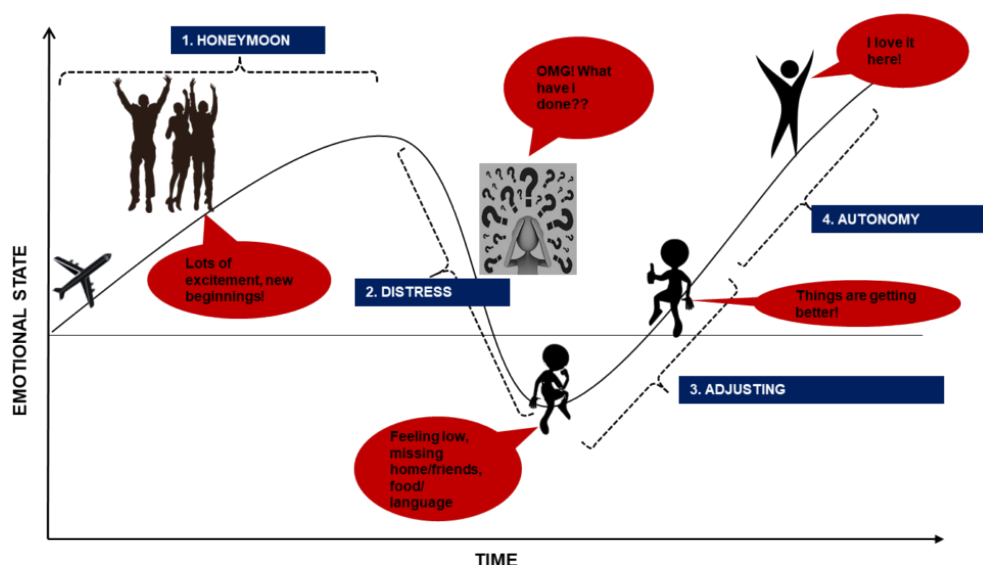 1. HONEYMOON
I love it
here!
OMG! What
have I
done??
4. AUTONOMY
Lots of
excitement, new
beginnings!
2. DISTRESS
Things are getting
better!
3. ADJUSTING
Feeling low,
missing
home/friends,
food/
language
EMOTIONAL STATE
TIME